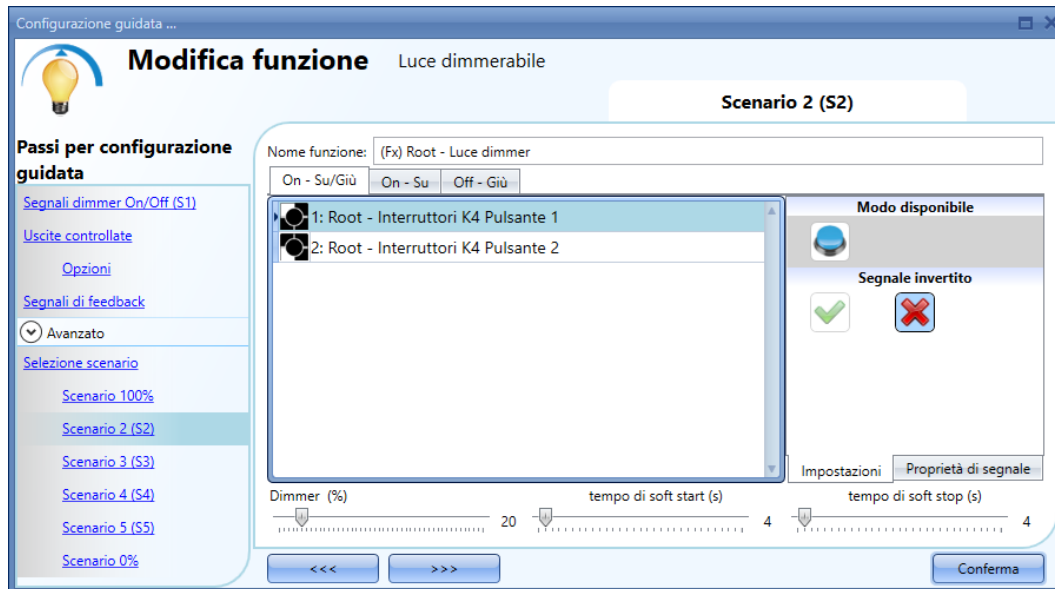 Configurazione guidata ...
Modifica funzione Luce dimmerabile
Scenario 2 (S2)
Passi per configurazione
guidata
Segnali dimmer On/Off (S1)
Uscite controllate
Opzioni
Segnali di feedback
Avanzato
Selezione scenario
Scenario 100%
Scenario 2 (S2)
Scenario 3 (S3)
Scenario 4 (S4)
Scenario 5 (S5)
Scenario 0%
Nome funzione: (Fx) Root - Luce dimmer
On - Su/Giù On - Su Off - Giù
1: Root - Interruttori K4 Pulsante 1
2: Root - Interruttori K4 Pulsante 2
Modo disponibile
Segnale invertito
Impostazioni Proprietà di segnale
Dimmer (%) tempo di soft start (s) tempo di soft stop (s)
20 4 4
<<< >>> Conferma